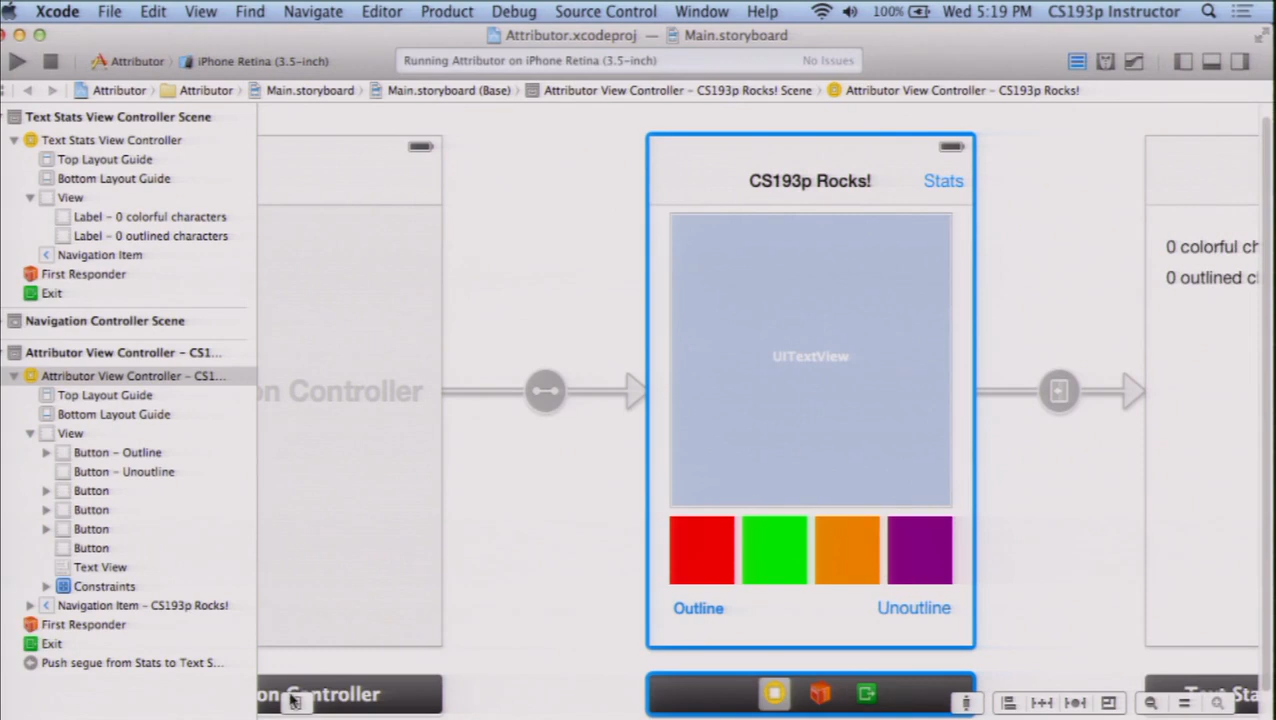 Xcode File Edit View Find Navigate Editor Product Debug Source Control Window Help 100% Wed 5:19 PM CS193p Instructor
Attributor.xcodeproj — Main.storyboard
Attributor iPhone Retina (3.5-inch) Running Attributor on iPhone Retina (3.5-inch) No Issues
Attributor Attributor Main.storyboard Main.storyboard (Base) Attributor View Controller – CS193p Rocks! Scene Attributor View Controller – CS193p Rocks!
Text Stats View Controller Scene
Text Stats View Controller
Top Layout Guide
Bottom Layout Guide
View
Label – 0 colorful characters
Label – 0 outlined characters
Navigation Item
First Responder
Exit
Navigation Controller Scene
Attributor View Controller – CS1...
Attributor View Controller – CS1...
Top Layout Guide
Bottom Layout Guide
View
Button – Outline
Button – Unoutline
Button
Button
Button
Button
Text View
Constraints
Navigation Item – CS193p Rocks!
First Responder
Exit
Push segue from Stats to Text S...
on Controller
on Controller
CS193p Rocks! Stats
UITextView
Outline Unoutline
0 colorful ch
0 outlined c
Text Sta